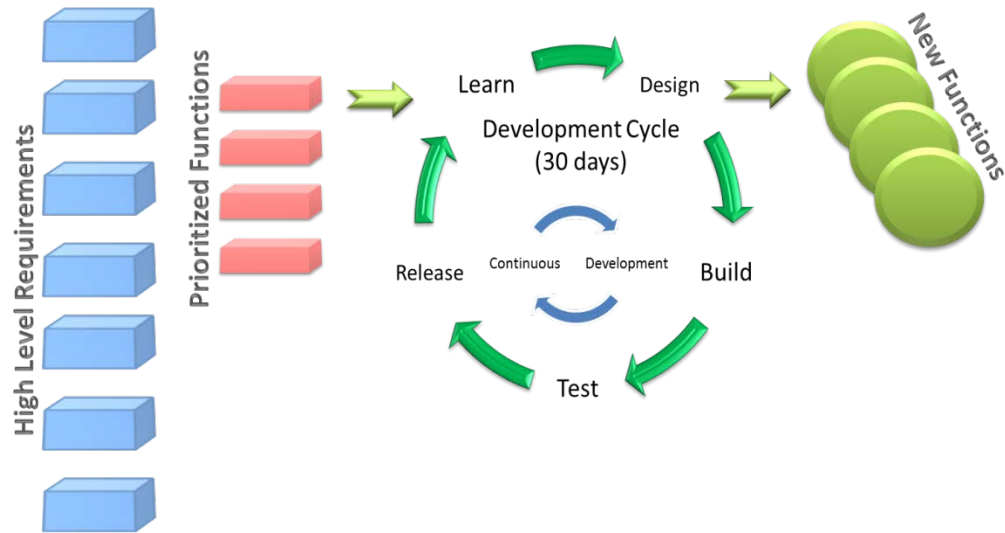 High Level Requirements
Prioritized Functions
Learn
Design
Development Cycle
(30 days)
Release
Continuous
Development
Build
Test
New Functions